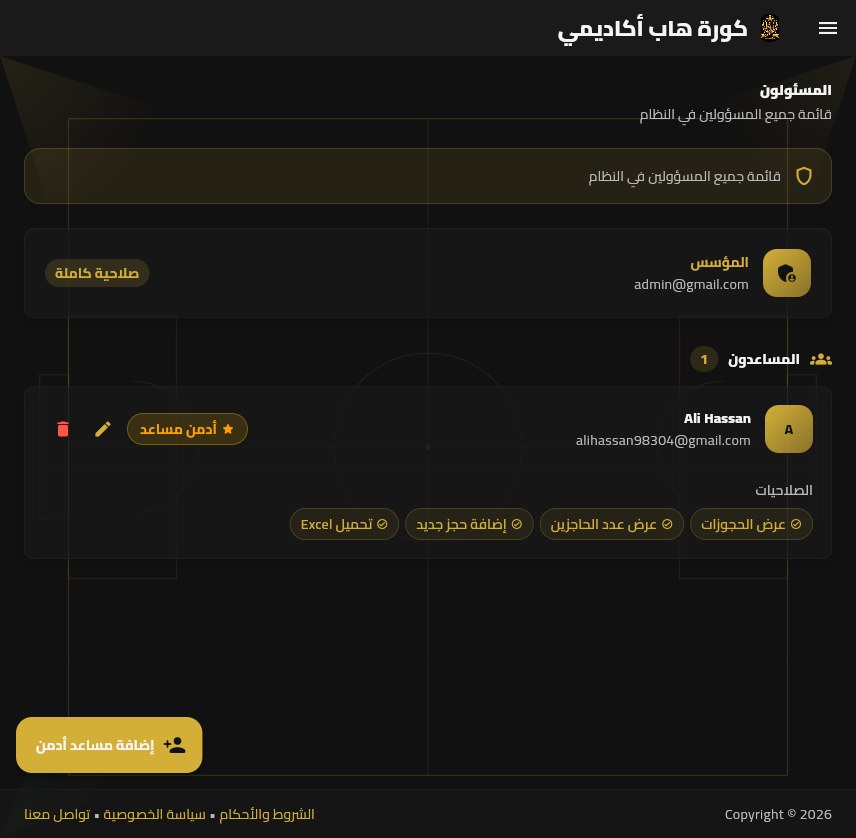 كورة هاب أكاديمي
المسئولون
قائمة جميع المسؤولين في النظام
قائمة جميع المسؤولين في النظام
المؤسس
admin@gmail.com
صلاحية كاملة
المساعدون 1
A
Ali Hassan
alihassan98304@gmail.com
أدمن مساعد
الصلاحيات
عرض الحجوزات
عرض عدد الحاجزين
إضافة حجز جديد
تحميل Excel
إضافة مساعد أدمن
Copyright © 2026
الشروط والأحكام • سياسة الخصوصية • تواصل معنا